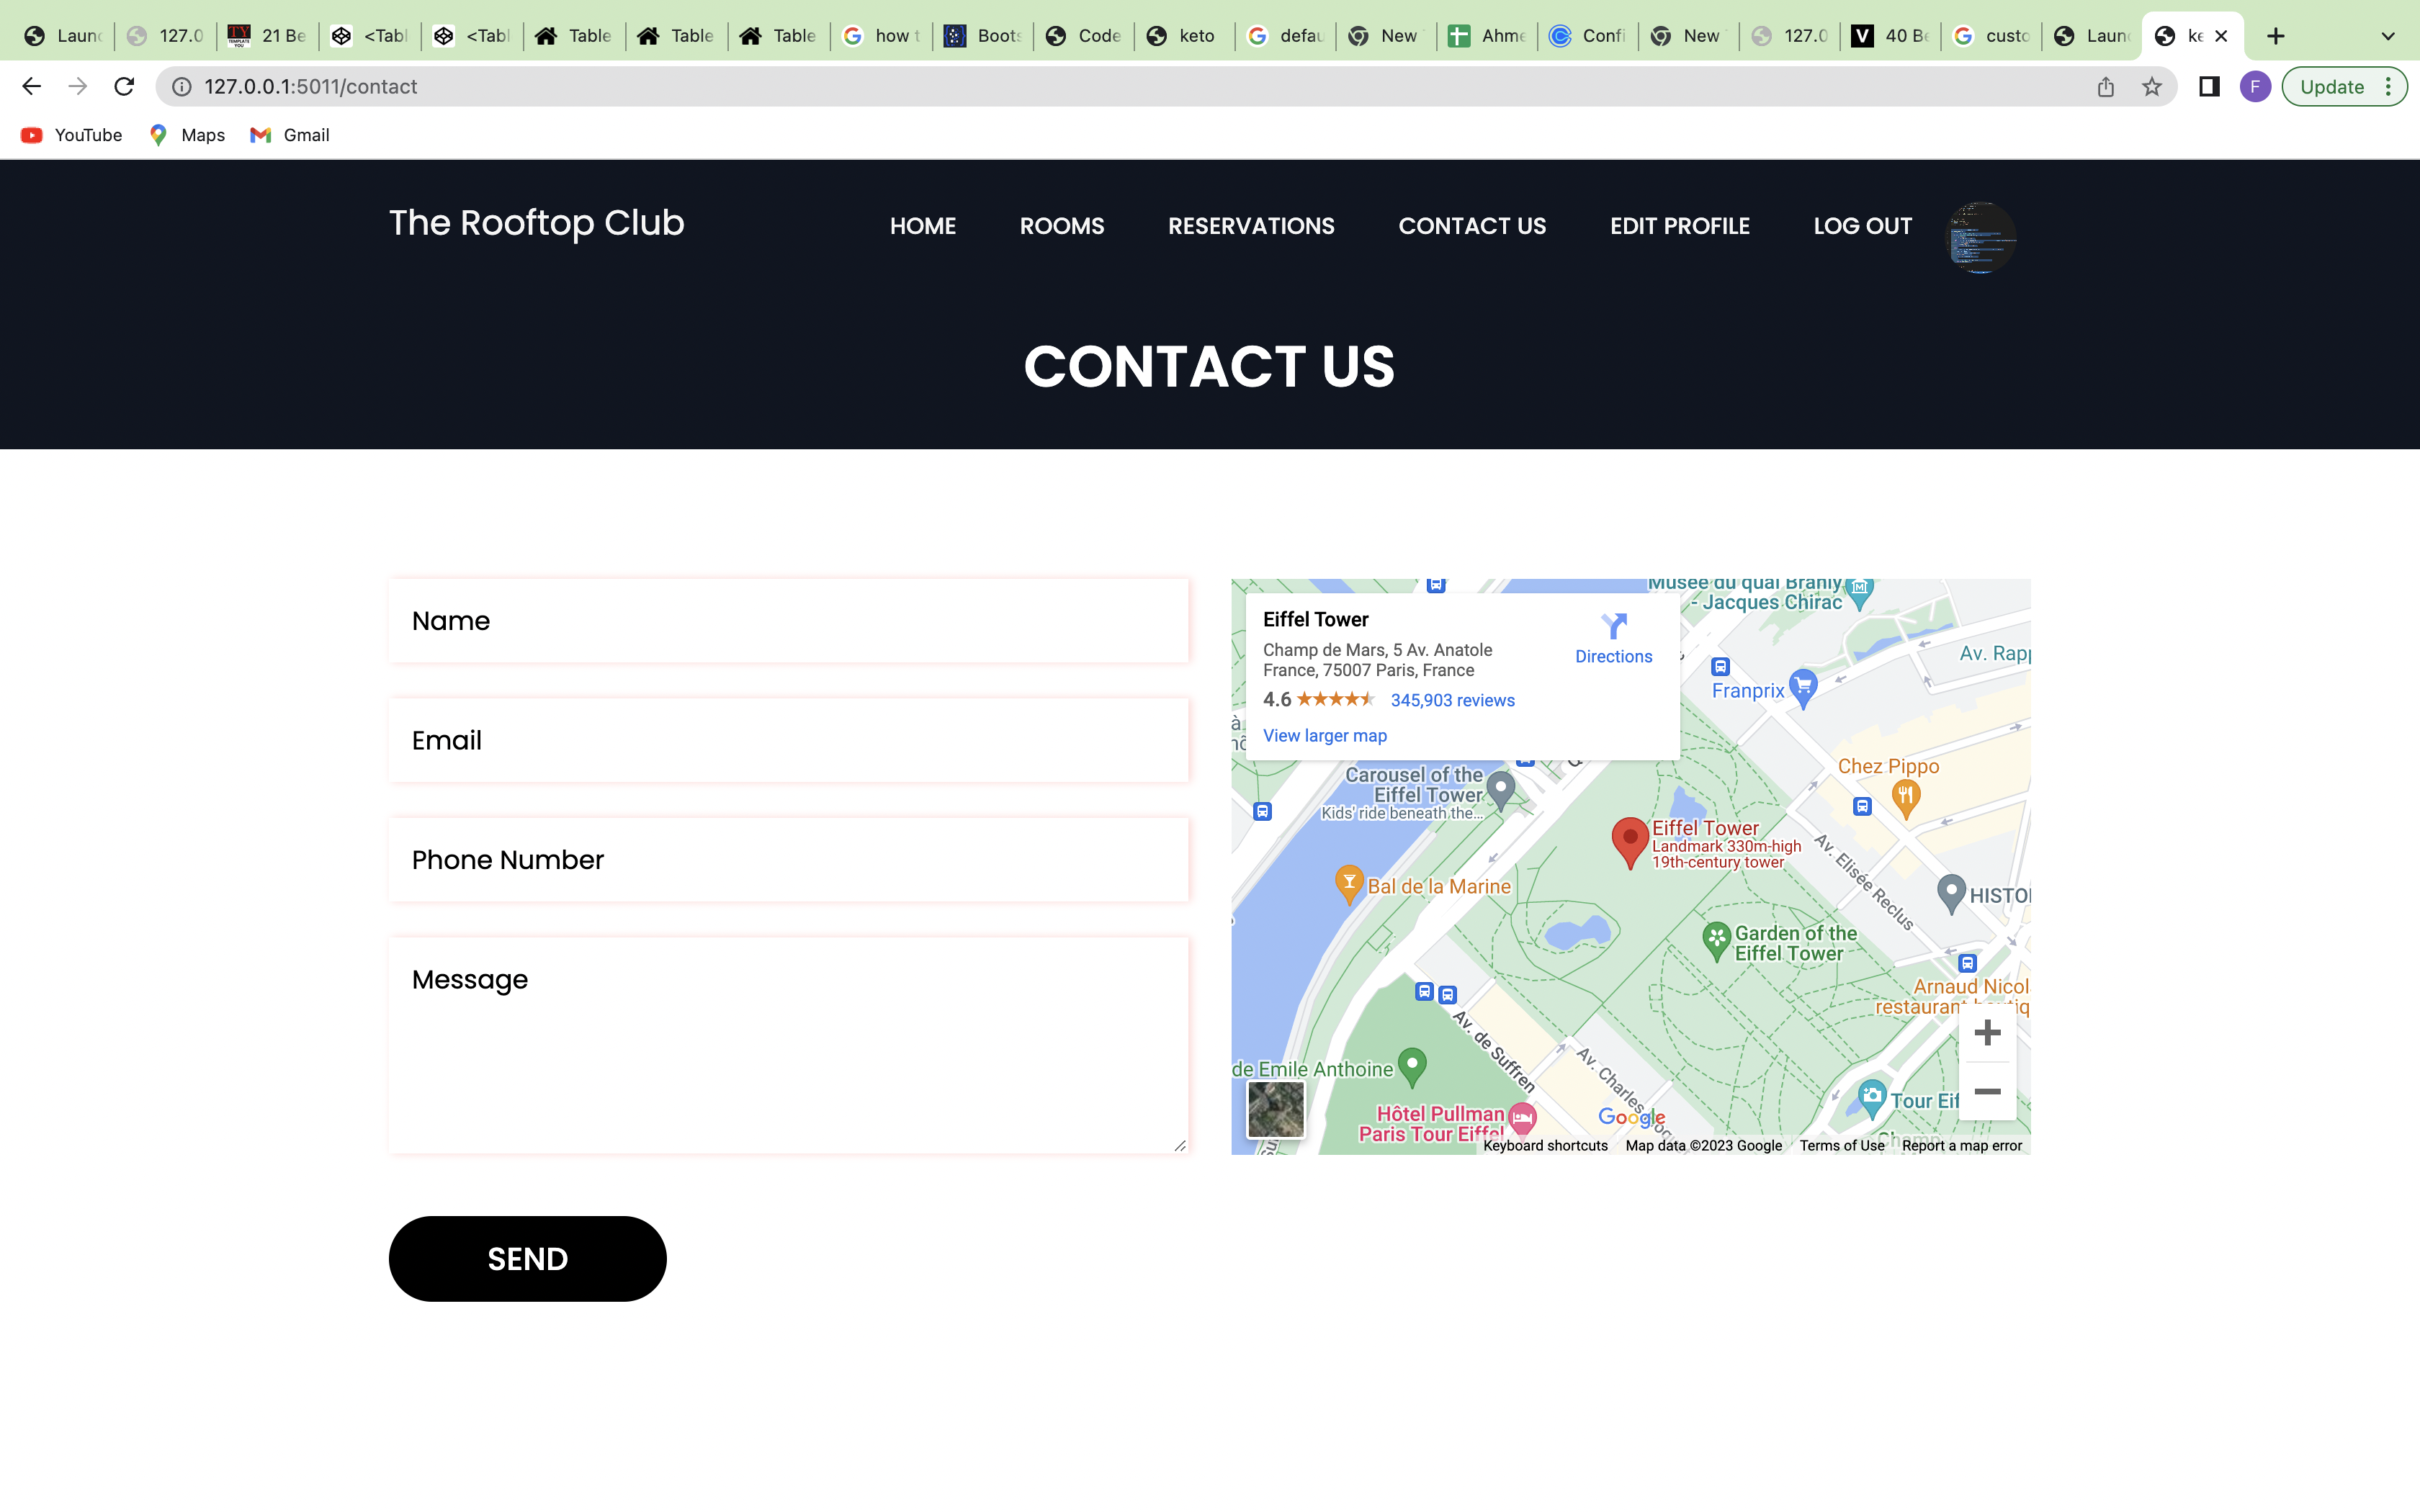 Laun
127.0
TY
21 Be
<Tabl
<Tabl
Table
Table
Table
how t
Boots
Code
keto
defau
New
Ahme
Confi
New
127.0
V
40 Be
custo
Laun
ke
127.0.0.1:5011/contact
F
Update
YouTube
Maps
Gmail
The Rooftop Club
HOME
ROOMS
RESERVATIONS
CONTACT US
EDIT PROFILE
LOG OUT
CONTACT US
Name
Email
Phone Number
Message
SEND
Eiffel Tower
Champ de Mars, 5 Av. Anatole
France, 75007 Paris, France
4.6
345,903 reviews
View larger map
Directions
Musée du quai Branly
- Jacques Chirac
Av. Rapp
Franprix
Chez Pippo
Carousel of the
Eiffel Tower
Kids' ride beneath the...
Eiffel Tower
Landmark 330m-high
19th-century tower
Av. Elisée Reclus
Bal de la Marine
HISTO
Garden of the
Eiffel Tower
Arnaud Nicol
restaurant boutiq
Av. de Suffren
Av. Charles
de Emile Anthoine
Hôtel Pullman
Paris Tour Eiffel
Tour Eif
Champ
Google
Keyboard shortcuts
Map data ©2023 Google
Terms of Use
Report a map error